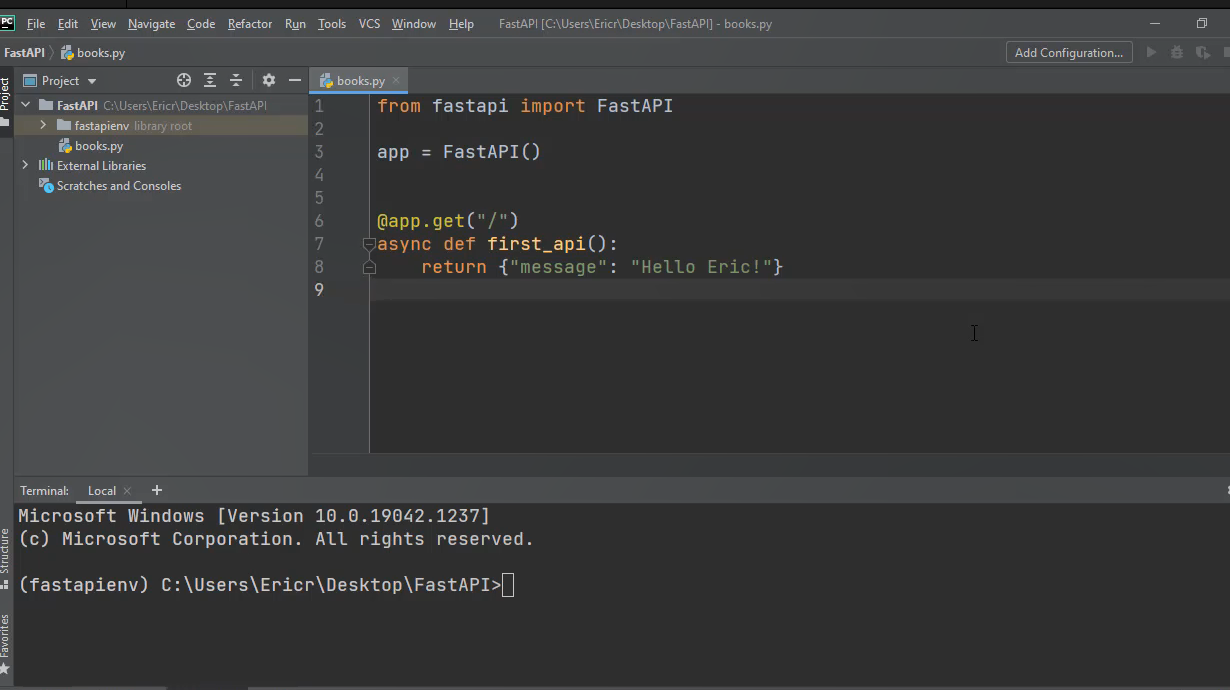 PC File Edit View Navigate Code Refactor Run Tools VCS Window Help FastAPI [C:\Users\Ericr\Desktop\FastAPI] - books.py
FastAPI books.py Add Configuration...
Project
Project
books.py
FastAPI C:\Users\Ericr\Desktop\FastAPI
fastapienv library root
books.py
External Libraries
Scratches and Consoles
1 from fastapi import FastAPI
2
3 app = FastAPI()
4
5
6 @app.get("/")
7 async def first_api():
8 return {"message": "Hello Eric!"}
9
Terminal: Local +
Microsoft Windows [Version 10.0.19042.1237]
(c) Microsoft Corporation. All rights reserved.
(fastapienv) C:\Users\Ericr\Desktop\FastAPI>
Structure
Favorites